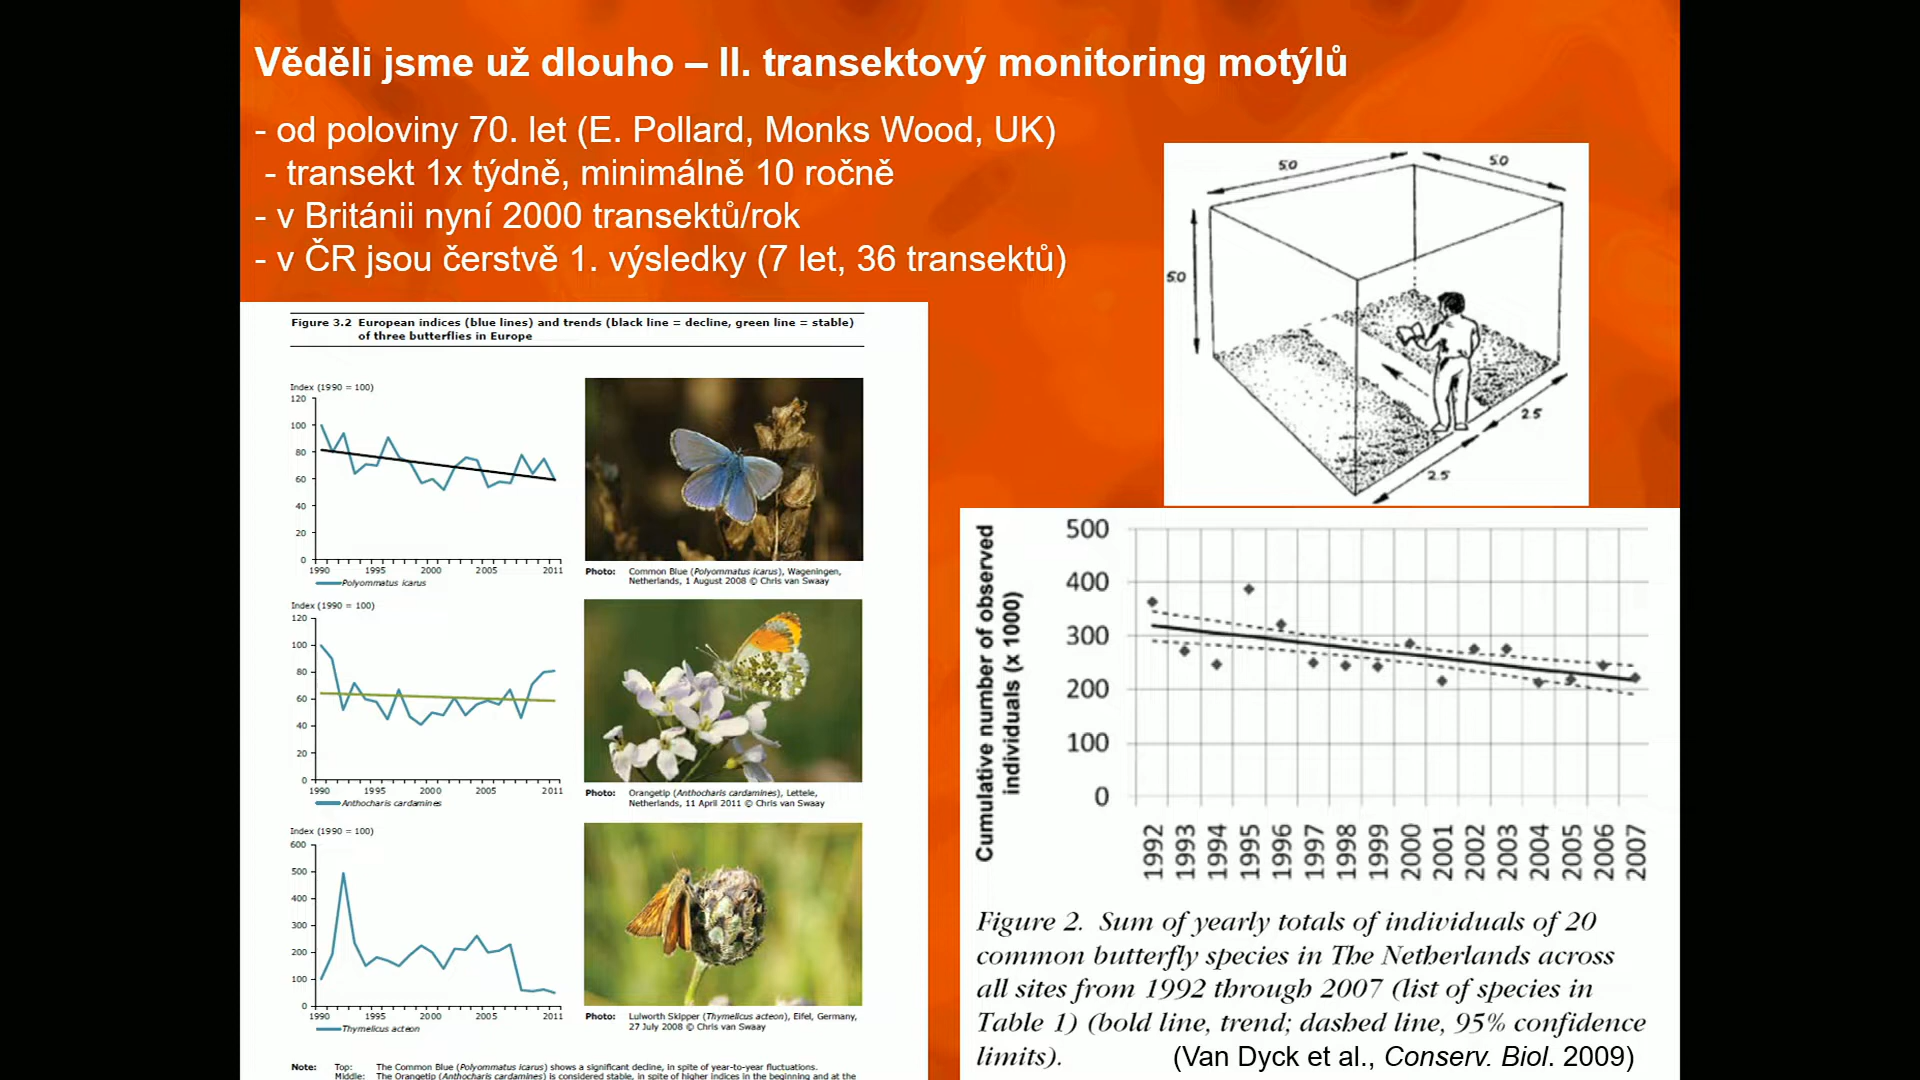 Věděli jsme už dlouho – II. transektový monitoring motýlů
- od poloviny 70. let (E. Pollard, Monks Wood, UK)
- transekt 1x týdně, minimálně 10 ročně
- v Británii nyní 2000 transektů/rok
- v ČR jsou čerstvě 1. výsledky (7 let, 36 transektů)
50
50
50
2.5
2.5
Figure 3.2 European indices (blue lines) and trends (black line = decline, green line = stable)
of three butterflies in Europe
Index (1990 = 100)
120
100
80
60
40
20
0
1990 1995 2000 2005 2011
Polyommatus icarus
Photo: Common Blue (Polyommatus icarus), Wageningen,
Netherlands, 1 August 2008 © Chris van Swaay
Index (1990 = 100)
120
100
80
60
40
20
0
1990 1995 2000 2005 2011
Anthocharis cardamines
Photo: Orangetip (Anthocharis cardamines), Lettele,
Netherlands, 11 April 2011 © Chris van Swaay
Index (1990 = 100)
600
500
400
300
200
100
0
1990 1995 2000 2005 2011
Thymelicus acteon
Photo: Lulworth Skipper (Thymelicus acteon), Eifel, Germany,
27 July 2008 © Chris van Swaay
Note: Top: The Common Blue (Polyommatus icarus) shows a significant decline, in spite of year-to-year fluctuations.
Middle: The Orangetip (Anthocharis cardamines) is considered stable, in spite of higher indices in the beginning and at the
Cumulative number of observed
individuals (x 1000)
500
400
300
200
100
0
1992 1993 1994 1995 1996 1997 1998 1999 2000 2001 2002 2003 2004 2005 2006 2007
Figure 2. Sum of yearly totals of individuals of 20
common butterfly species in The Netherlands across
all sites from 1992 through 2007 (list of species in
Table 1) (bold line, trend; dashed line, 95% confidence
limits).
(Van Dyck et al., Conserv. Biol. 2009)